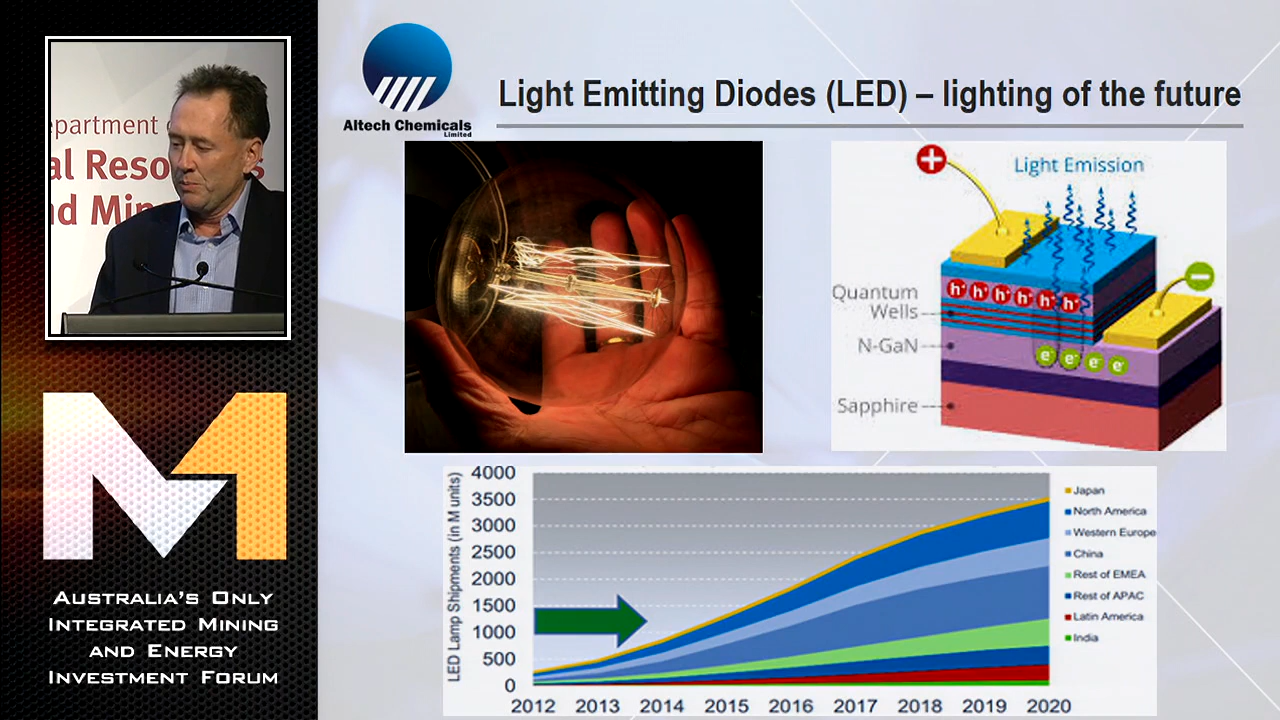 epartment
al Reso s
nd Min
Australia's Only
Integrated Mining
and Energy
Investment Forum
Altech Chemicals
Limited
Light Emitting Diodes (LED) – lighting of the future
+
Light Emission
−
Quantum
Wells
h⁺ h⁺ h⁺ h⁺ h⁺ h⁺
N-GaN
e⁻ e⁻ e⁻ e⁻
Sapphire
LED Lamp Shipments (in M units)
4000
3500
3000
2500
2000
1500
1000
500
0
2012 2013 2014 2015 2016 2017 2018 2019 2020
Japan
North America
Western Europe
China
Rest of EMEA
Rest of APAC
Latin America
India